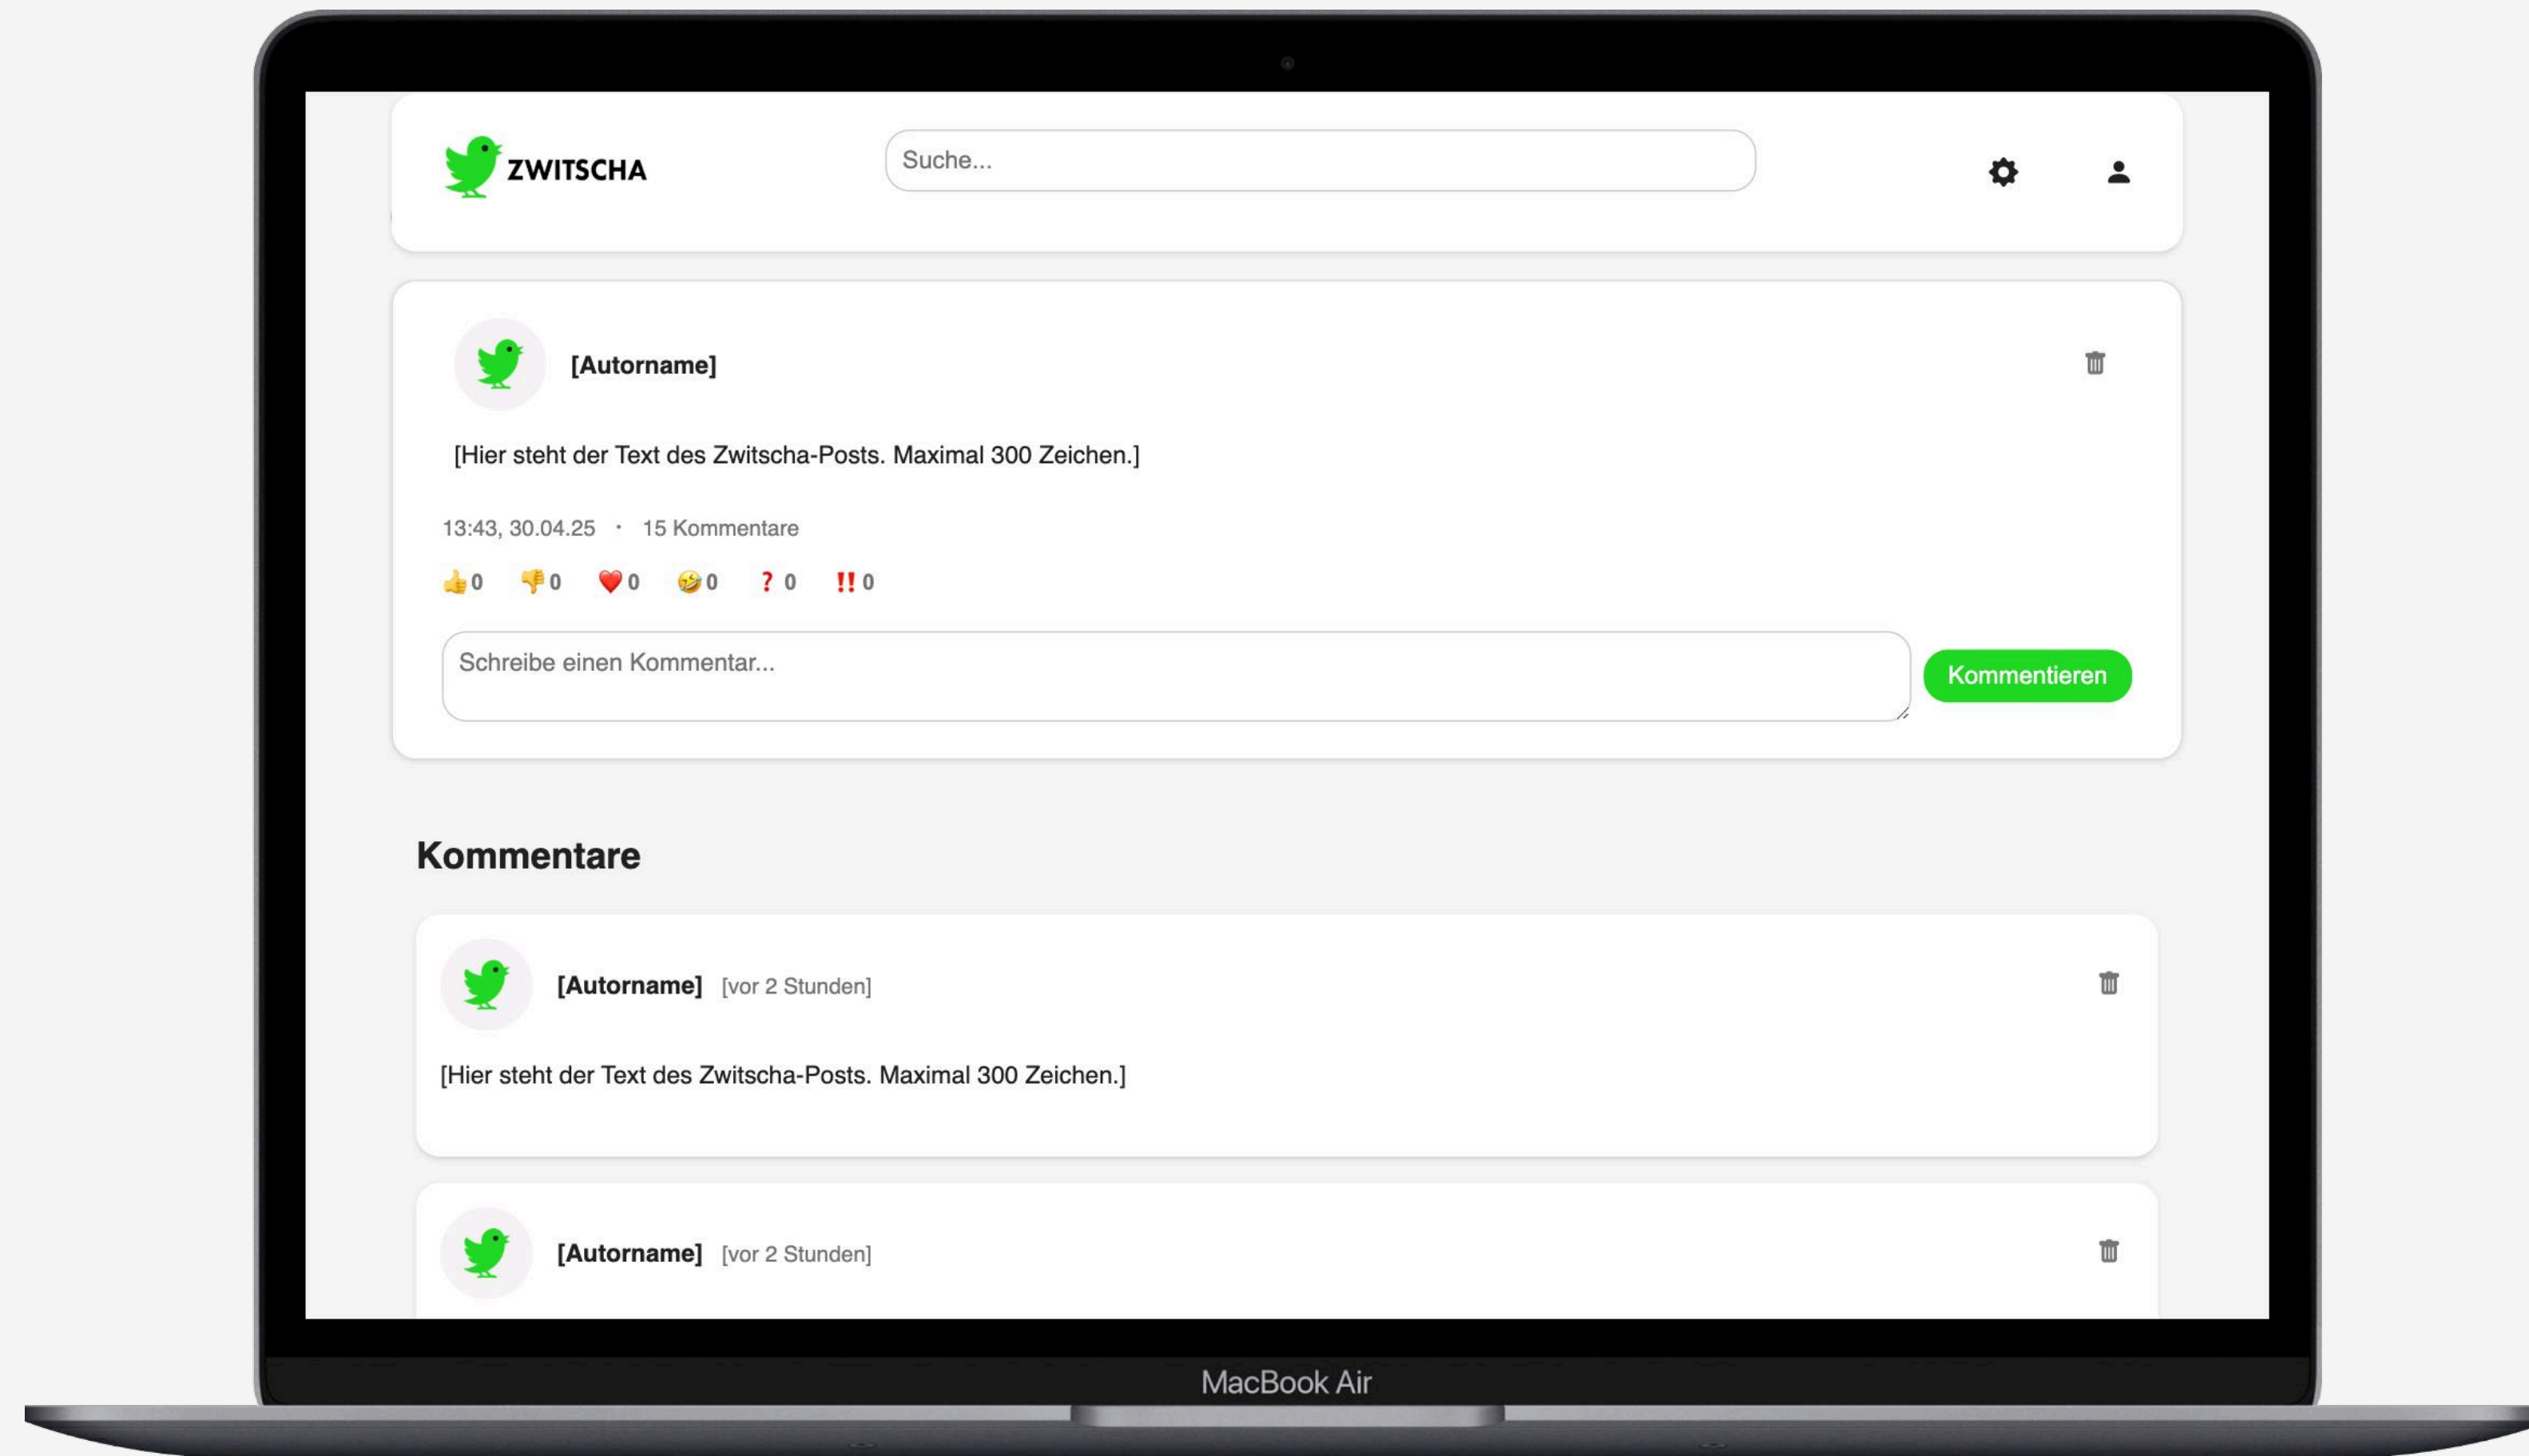 ZWITSCHA
Suche...
[Autorname]
[Hier steht der Text des Zwitscha-Posts. Maximal 300 Zeichen.]
13:43, 30.04.25 · 15 Kommentare
👍0 👎0 ❤️0 🤣0 ❓0 ‼️0
Schreibe einen Kommentar...
Kommentieren
Kommentare
[Autorname] [vor 2 Stunden]
[Hier steht der Text des Zwitscha-Posts. Maximal 300 Zeichen.]
[Autorname] [vor 2 Stunden]
MacBook Air